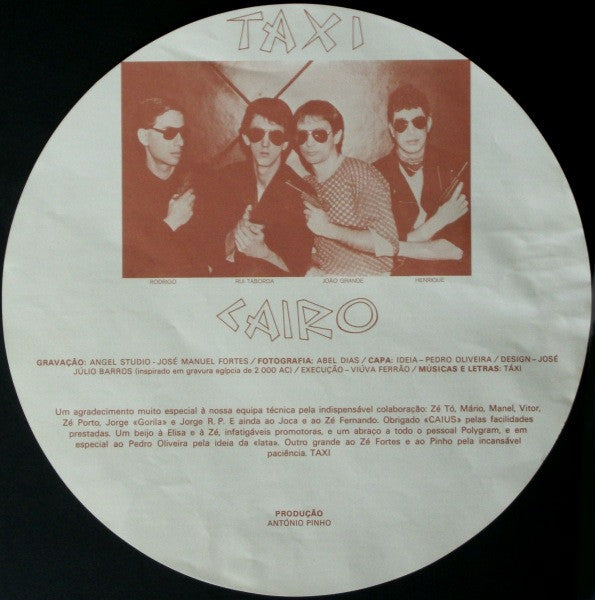 TAXI
RODRIGO RUI TABORDA JOÃO GRANDE HENRIQUE
CAIRO
GRAVAÇÃO: ANGEL STUDIO - JOSÉ MANUEL FORTES / FOTOGRAFIA: ABEL DIAS / CAPA: IDEIA – PEDRO OLIVEIRA / DESIGN – JOSÉ
JÚLIO BARROS (inspirado em gravura egípcia de 2 000 AC) / EXECUÇÃO – VIÚVA FERRÃO / MÚSICAS E LETRAS: TÁXI
Um agradecimento muito especial à nossa equipa técnica pela indispensável colaboração: Zé Tó, Mário, Manel, Vitor,
Zé Porto, Jorge «Gorila» e Jorge R. P. E ainda ao Joca e ao Zé Fernando. Obrigado «CAIUS» pelas facilidades
prestadas. Um beijo à Elisa e à Zé, infatigáveis promotoras, e um abraço a todo o pessoal Polygram, e em
especial ao Pedro Oliveira pela ideia da «lata». Outro grande ao Zé Fortes e ao Pinho pela incansável
paciência. TAXI
PRODUÇÃO
ANTÓNIO PINHO